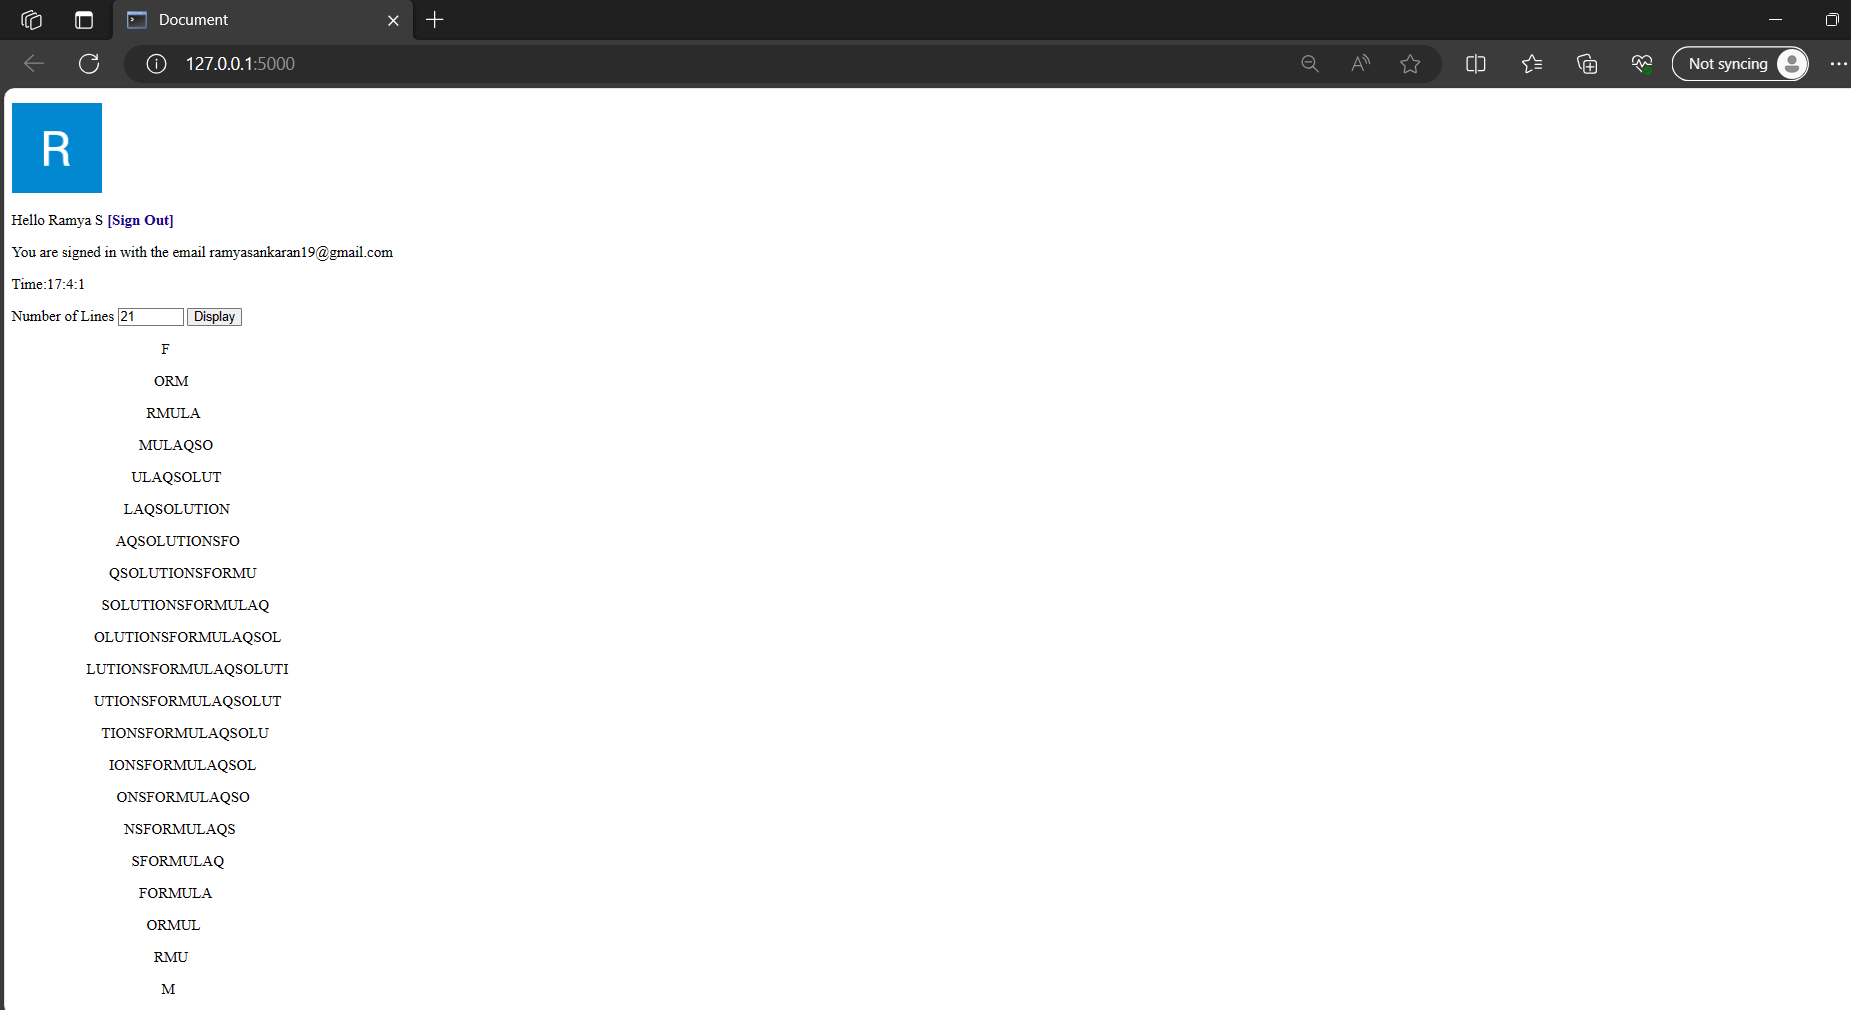 Document
127.0.0.1:5000
Not syncing
R
Hello Ramya S [Sign Out]
You are signed in with the email ramyasankaran19@gmail.com
Time:17:4:1
Number of Lines 21 Display
F
ORM
RMULA
MULAQSO
ULAQSOLUT
LAQSOLUTION
AQSOLUTIONSFO
QSOLUTIONSFORMU
SOLUTIONSFORMULAQ
OLUTIONSFORMULAQSOL
LUTIONSFORMULAQSOLUTI
UTIONSFORMULAQSOLUT
TIONSFORMULAQSOLU
IONSFORMULAQSOL
ONSFORMULAQSO
NSFORMULAQS
SFORMULAQ
FORMULA
ORMUL
RMU
M